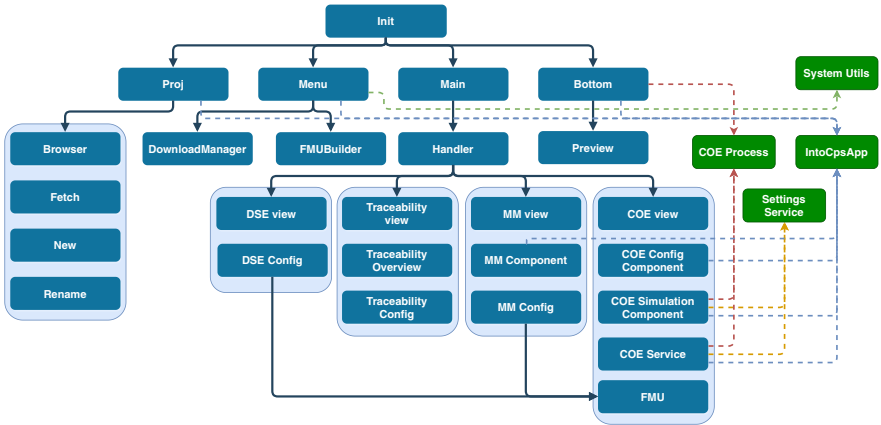 Init
Proj
Menu
Main
Bottom
System Utils
Browser
DownloadManager
FMUBuilder
Handler
Preview
COE Process
IntoCpsApp
Fetch
New
Rename
DSE view
DSE Config
Traceability
view
Traceability
Overview
Traceability
Config
MM view
MM Component
MM Config
COE view
COE Config
Component
COE Simulation
Component
COE Service
FMU
Settings
Service